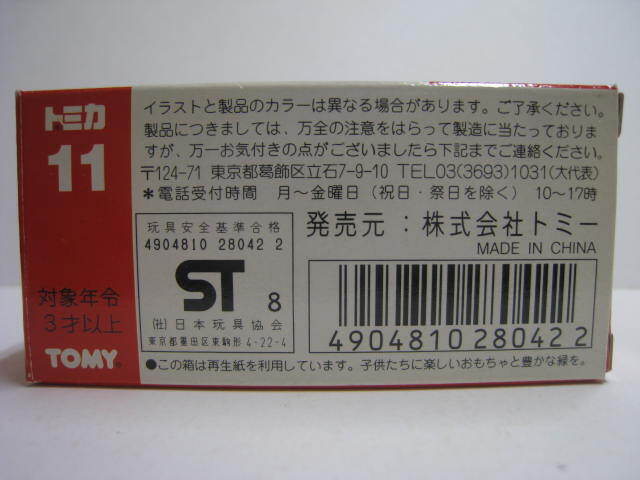 トミカ
11
対象年令
3才以上
TOMY®
イラストと製品のカラーは異なる場合があります。ご了承ください。
製品につきましては、万全の注意をはらって製造に当たっておりま
すが、万一お気付きの点がございましたら下記までご連絡ください。
〒124-71 東京都葛飾区立石7-9-10 TEL03(3693)1031(大代表)
*電話受付時間 月~金曜日(祝日・祭日を除く) 10~17時
玩具安全基準合格
4904810 28042 2
ST 8
(社)日本玩具協会
東京都墨田区東駒形4-22-4
発売元:株式会社トミー
MADE IN CHINA
4904810 28042 2
●この箱は再生紙を利用しています。子供たちに楽しいおもちゃと豊かな緑を。